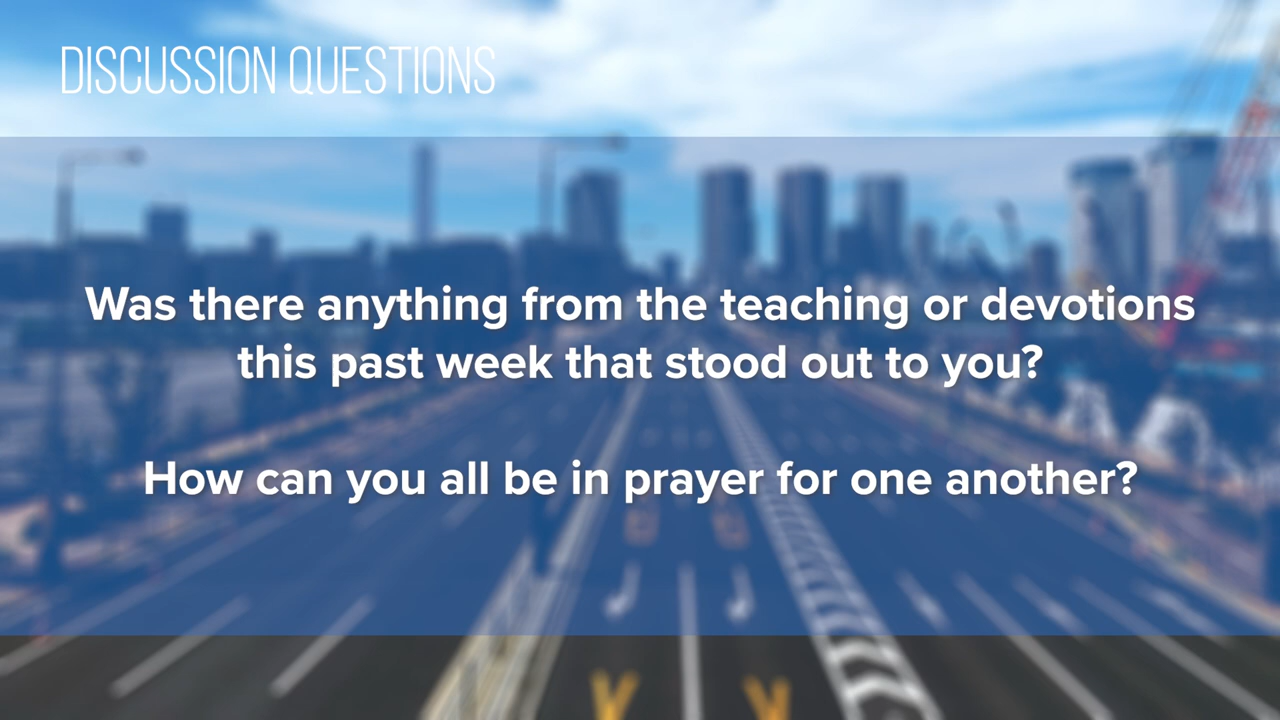 DISCUSSION QUESTIONS
Was there anything from the teaching or devotions
this past week that stood out to you?
How can you all be in prayer for one another?